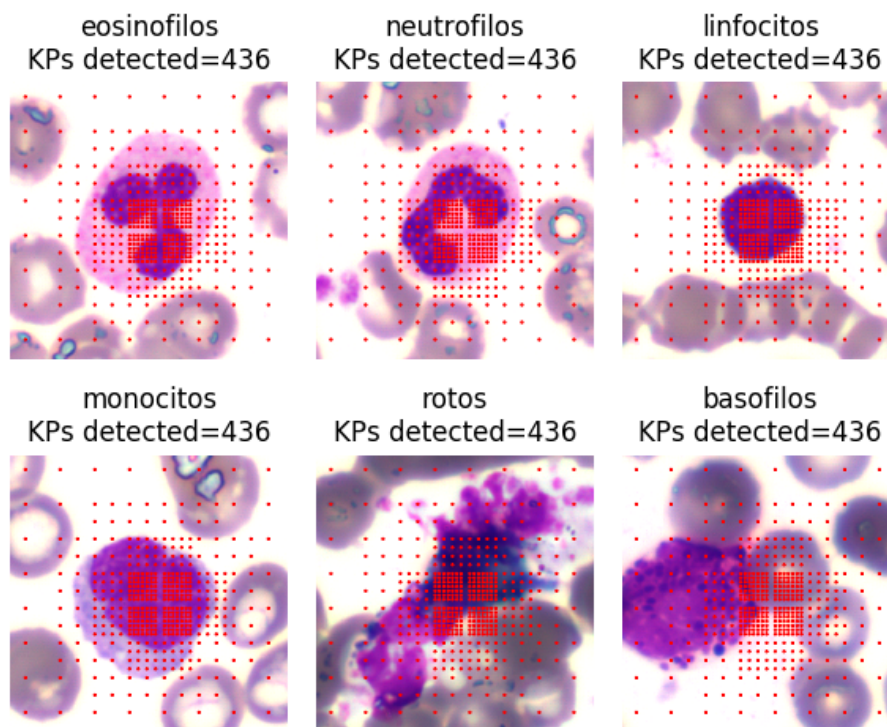 eosinofilos
KPs detected=436
neutrofilos
KPs detected=436
linfocitos
KPs detected=436
monocitos
KPs detected=436
rotos
KPs detected=436
basofilos
KPs detected=436